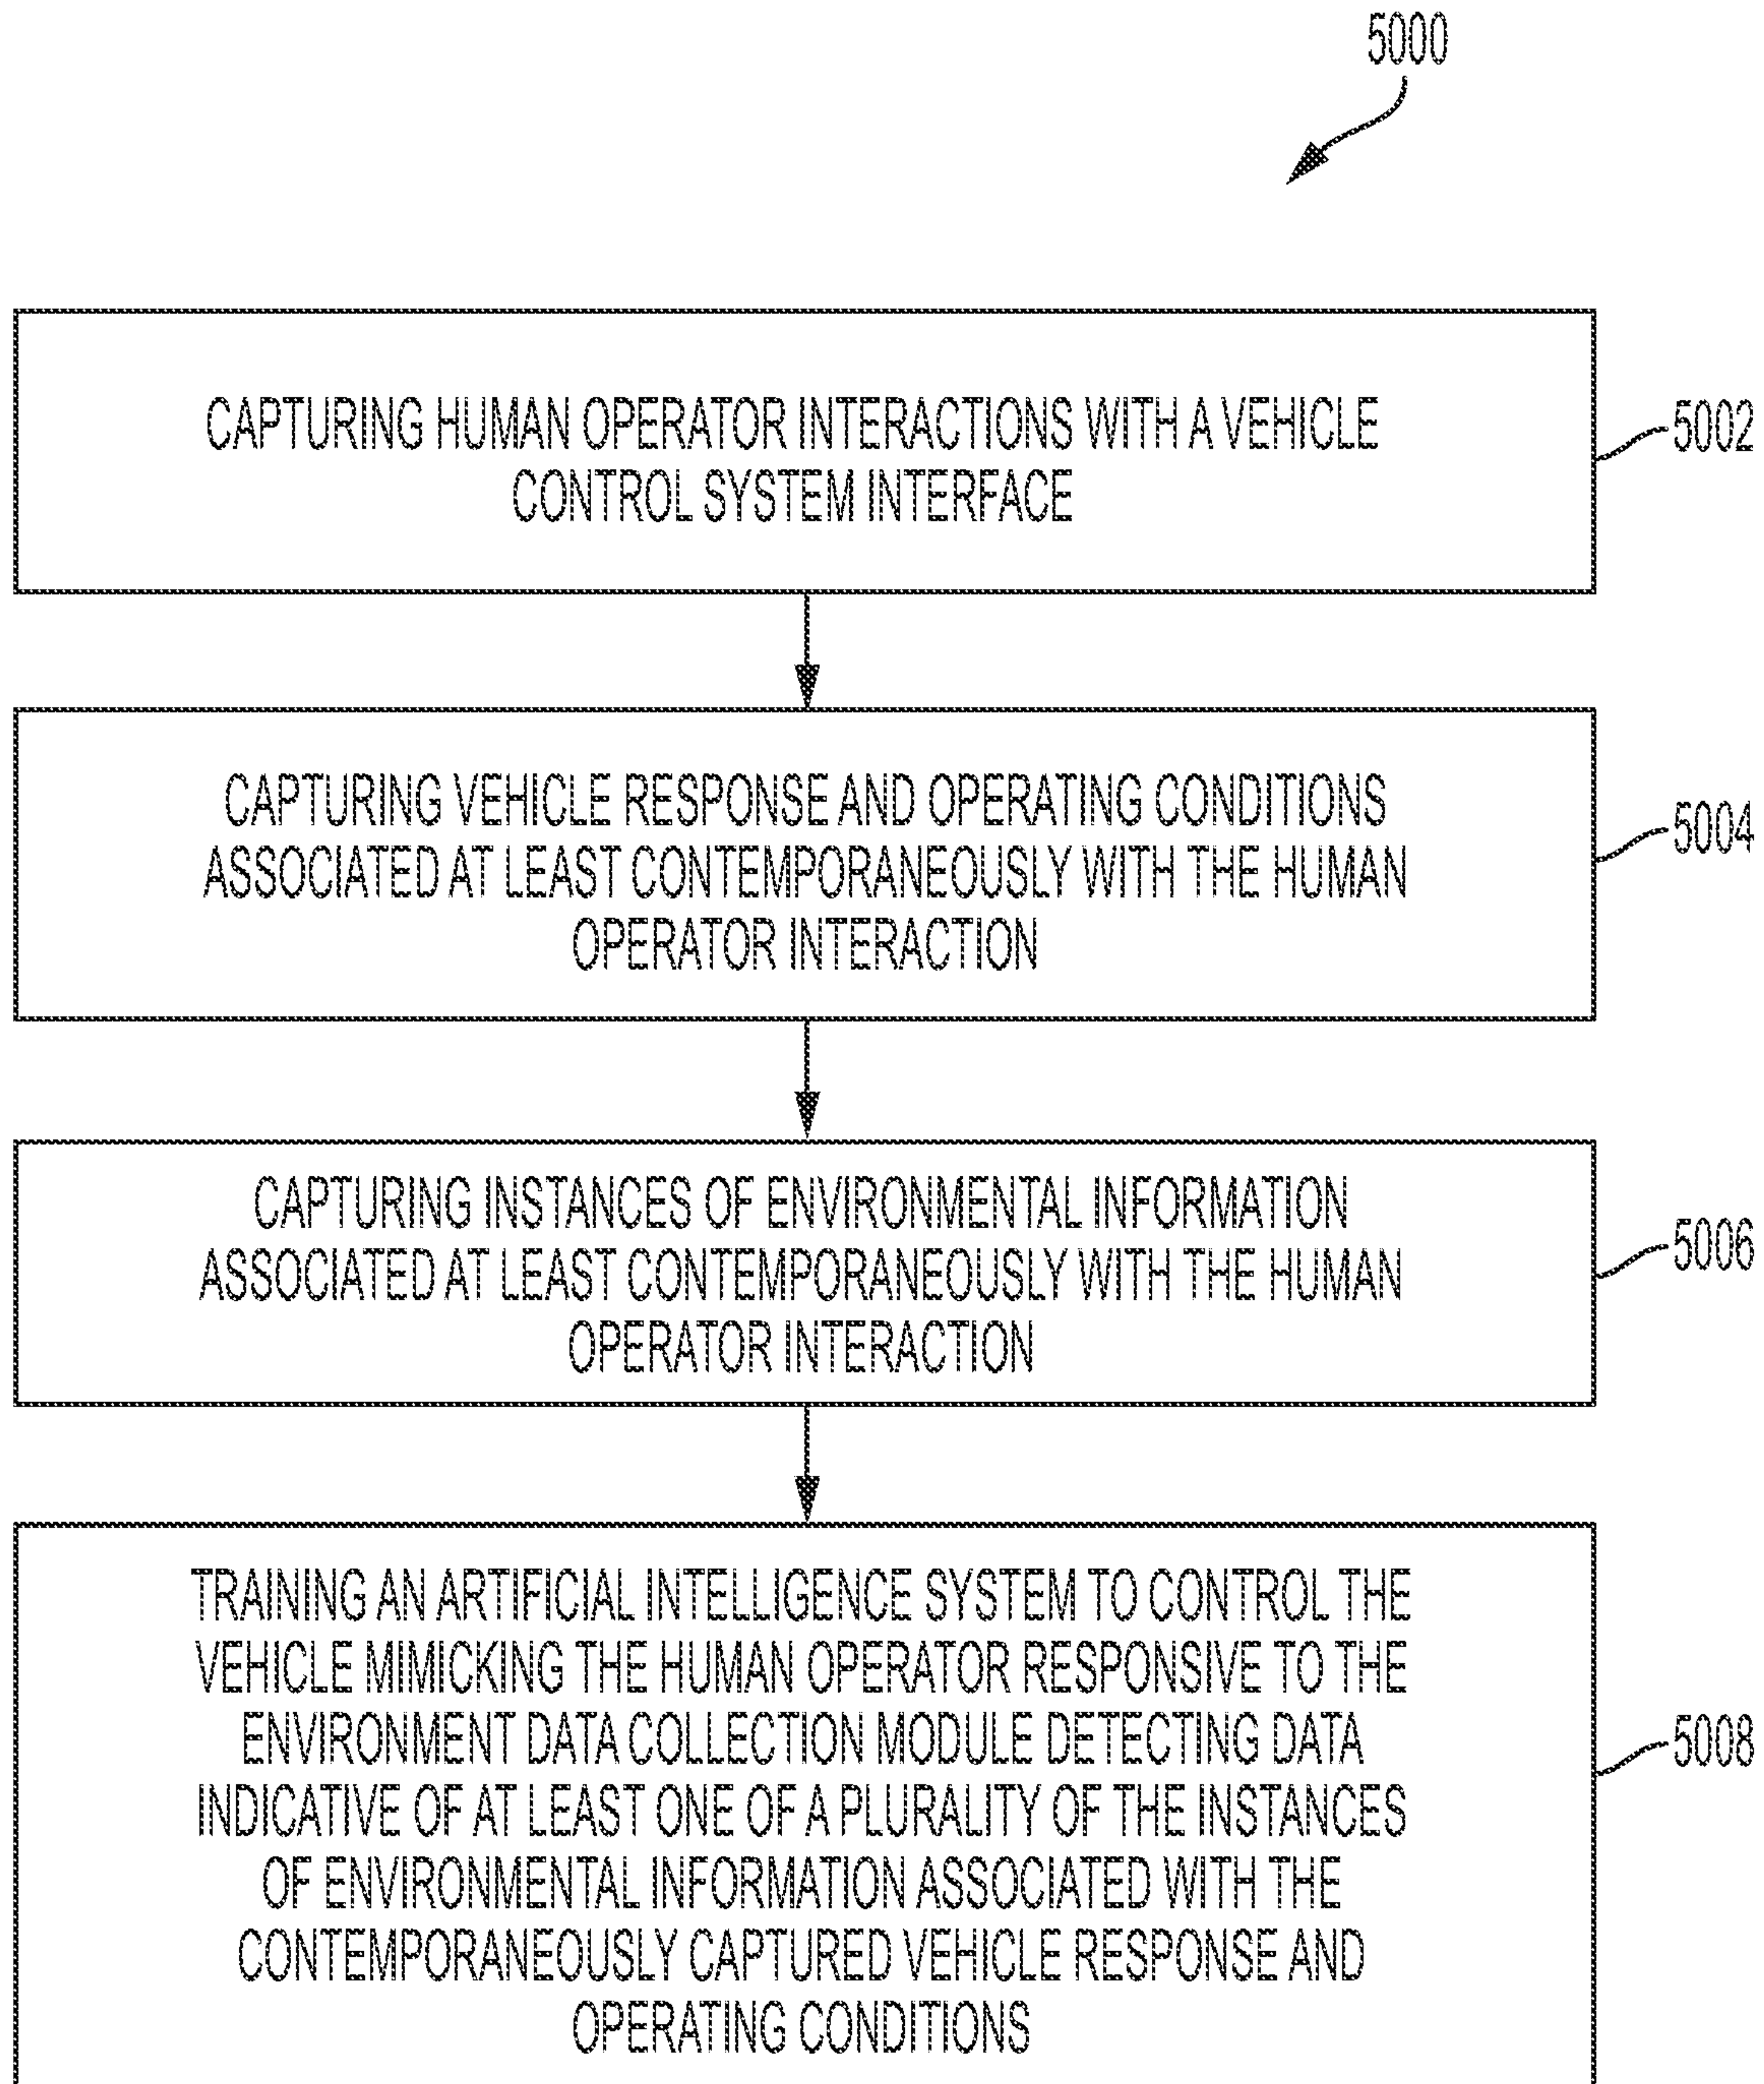 5000
CAPTURING HUMAN OPERATOR INTERACTIONS WITH A VEHICLE
CONTROL SYSTEM INTERFACE
5002
CAPTURING VEHICLE RESPONSE AND OPERATING CONDITIONS
ASSOCIATED AT LEAST CONTEMPORANEOUSLY WITH THE HUMAN
OPERATOR INTERACTION
5004
CAPTURING INSTANCES OF ENVIRONMENTAL INFORMATION
ASSOCIATED AT LEAST CONTEMPORANEOUSLY WITH THE HUMAN
OPERATOR INTERACTION
5006
TRAINING AN ARTIFICIAL INTELLIGENCE SYSTEM TO CONTROL THE
VEHICLE MIMICKING THE HUMAN OPERATOR RESPONSIVE TO THE
ENVIRONMENT DATA COLLECTION MODULE DETECTING DATA
INDICATIVE OF AT LEAST ONE OF A PLURALITY OF THE INSTANCES
OF ENVIRONMENTAL INFORMATION ASSOCIATED WITH THE
CONTEMPORANEOUSLY CAPTURED VEHICLE RESPONSE AND
OPERATING CONDITIONS
5008